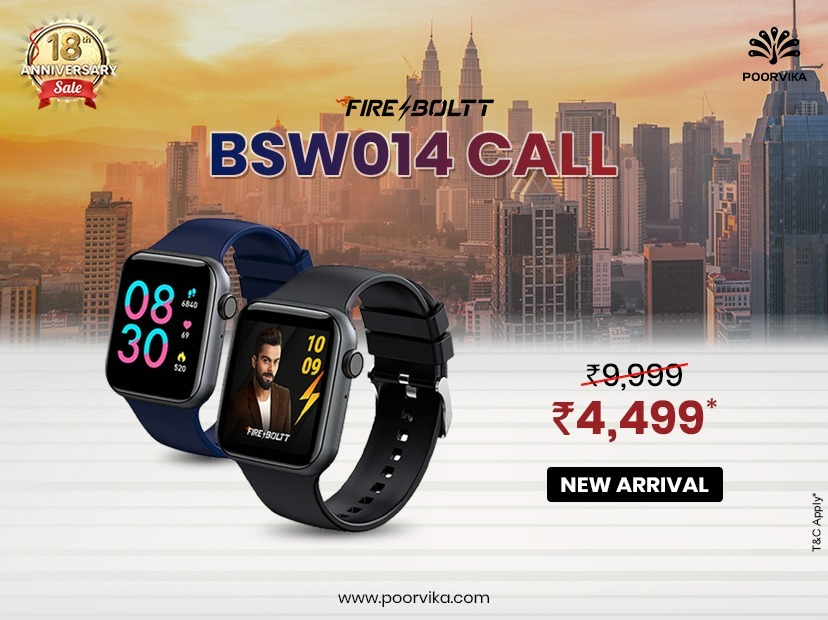 18th
ANNIVERSARY
Sale
POORVIKA
FIRE BOLTT
BSW014 CALL
08
30
6840
69
520
10
09
FIRE BOLTT
₹9,999
₹4,499*
NEW ARRIVAL
T&C Apply*
www.poorvika.com